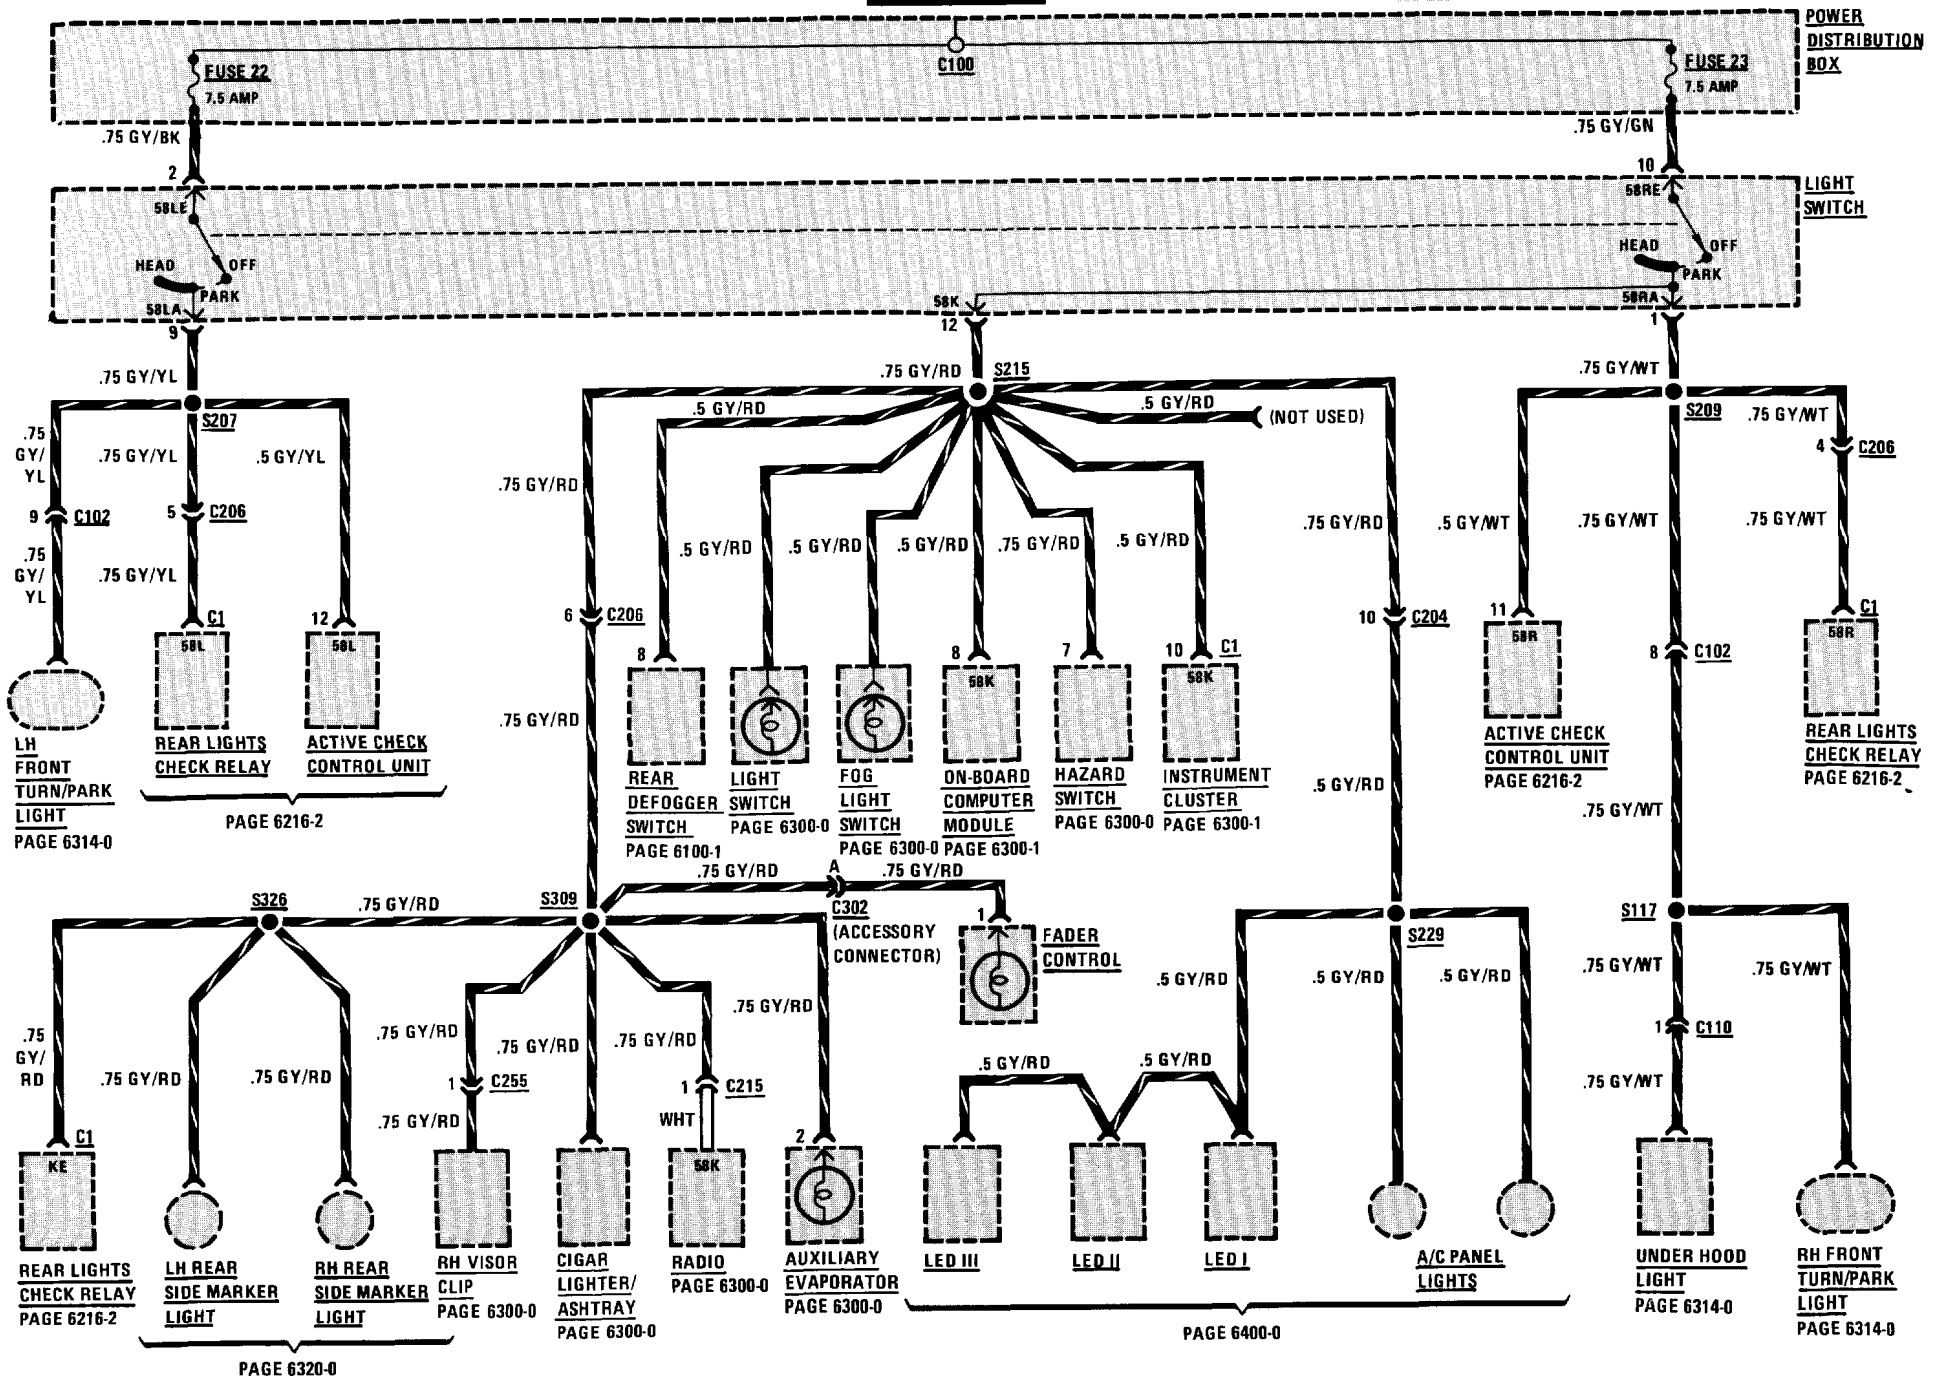 POWER
DISTRIBUTION
BOX
C100
FUSE 22
7.5 AMP
FUSE 23
7.5 AMP
.75 GY/BK
.75 GY/GN
2
10
LIGHT
SWITCH
58LE
58RE
HEAD
OFF
PARK
HEAD
OFF
PARK
58LA
58K
58RA
9
12
1
.75 GY/YL
.75 GY/RD
S215
.75 GY/WT
S207
.5 GY/RD
.5 GY/RD
(NOT USED)
S209
.75 GY/WT
.75
GY/
YL
.75 GY/YL
.5 GY/YL
.75 GY/RD
4
C206
9
C102
5
C206
.75 GY/RD
.5 GY/WT
.75 GY/WT
.75 GY/WT
.5 GY/RD
.5 GY/RD
.5 GY/RD
.75 GY/RD
.5 GY/RD
.75
GY/
YL
.75 GY/YL
C1
12
6
C206
10
C204
11
C1
58L
58L
8
8
7
10
C1
58R
8
C102
58R
58K
58K
LH
FRONT
TURN/PARK
LIGHT
PAGE 6314-0
REAR LIGHTS
CHECK RELAY
ACTIVE CHECK
CONTROL UNIT
PAGE 6216-2
.75 GY/RD
REAR
DEFOGGER
SWITCH
PAGE 6100-1
LIGHT
SWITCH
PAGE 6300-0
FOG
LIGHT
SWITCH
PAGE 6300-0
ON-BOARD
COMPUTER
MODULE
PAGE 6300-1
HAZARD
SWITCH
PAGE 6300-0
INSTRUMENT
CLUSTER
PAGE 6300-1
.5 GY/RD
ACTIVE CHECK
CONTROL UNIT
PAGE 6216-2
.75 GY/WT
REAR LIGHTS
CHECK RELAY
PAGE 6216-2
S326
.75 GY/RD
S309
.75 GY/RD
A
.75 GY/RD
C302
(ACCESSORY
CONNECTOR)
1
FADER
CONTROL
S229
S117
.75
GY/
RD
.75 GY/RD
.75 GY/RD
.75 GY/RD
.75 GY/RD
.75 GY/RD
.75 GY/RD
.5 GY/RD
.5 GY/RD
.5 GY/RD
.75 GY/WT
.75 GY/WT
1
C255
1
C215
.5 GY/RD
.5 GY/RD
1
C110
.75 GY/RD
WHT
.75 GY/WT
C1
2
KE
58K
REAR LIGHTS
CHECK RELAY
PAGE 6216-2
LH REAR
SIDE MARKER
LIGHT
RH REAR
SIDE MARKER
LIGHT
PAGE 6320-0
RH VISOR
CLIP
PAGE 6300-0
CIGAR
LIGHTER/
ASHTRAY
PAGE 6300-0
RADIO
PAGE 6300-0
AUXILIARY
EVAPORATOR
PAGE 6300-0
LED III
LED II
LED I
A/C PANEL
LIGHTS
PAGE 6400-0
UNDER HOOD
LIGHT
PAGE 6314-0
RH FRONT
TURN/PARK
LIGHT
PAGE 6314-0